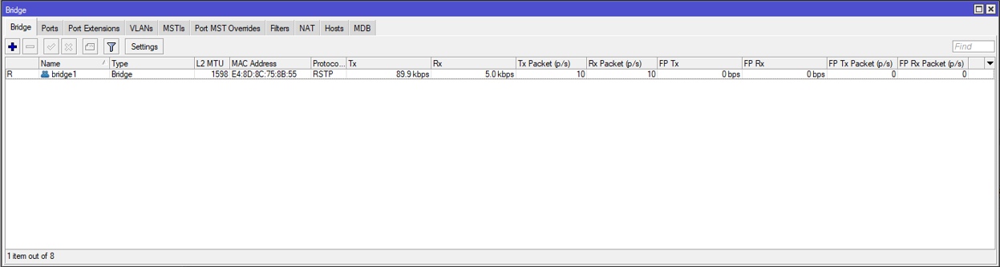 Bridge
Bridge Ports Port Extensions VLANs MSTIs Port MST Overrides Filters NAT Hosts MDB
Settings Find
Name Type L2 MTU MAC Address Protoco... Tx Rx Tx Packet (p/s) Rx Packet (p/s) FP Tx FP Rx FP Tx Packet (p/s) FP Rx Packet (p/s)
R bridge1 Bridge 1598 E4:8D:8C:75:8B:55 RSTP 89.9 kbps 5.0 kbps 10 10 0 bps 0 bps 0 0
1 item out of 8